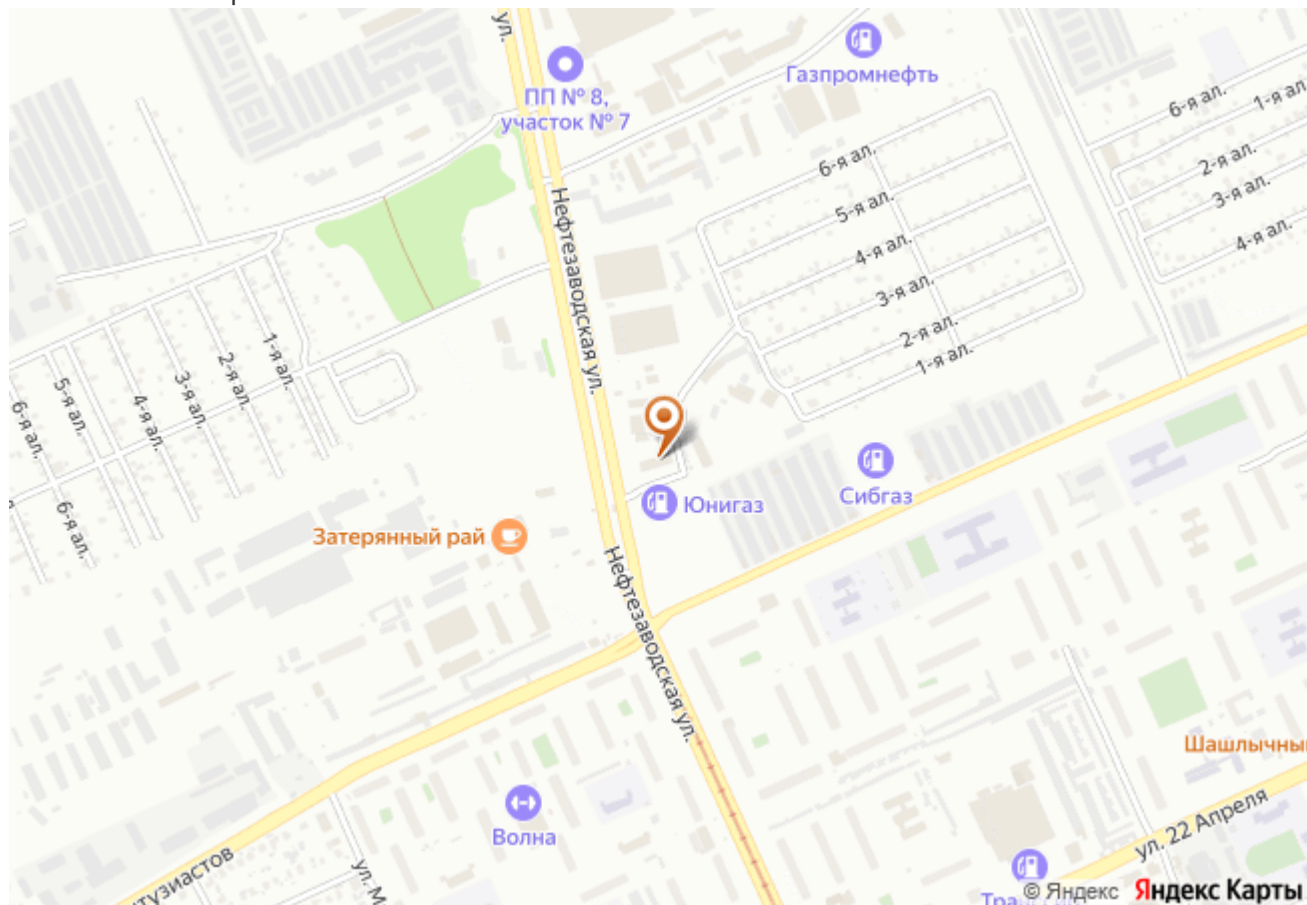 ул.
ПП № 8,
участок № 7
Газпромнефть
6-я ал.
1-я ал.
2-я ал.
3-я ал.
4-я ал.
6-я ал.
5-я ал.
4-я ал.
3-я ал.
2-я ал.
1-я ал.
Нефтезаводская ул.
1-я ал.
2-я ал.
3-я ал.
4-я ал.
5-я ал.
6-я ал.
6-я ал.
Юнигаз
Сибгаз
Затерянный рай
Нефтезаводская ул.
Волна
Шашлычны
ул. 22 Апреля
ул. М
тузиастов
© Яндекс Яндекс Карты